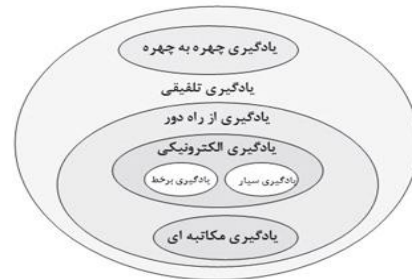 یادگیری چهره به چهره
یادگیری تلفیقی
یادگیری از راه دور
یادگیری الکترونیکی
یادگیری سیار
یادگیری برخط
یادگیری مکاتبه ای